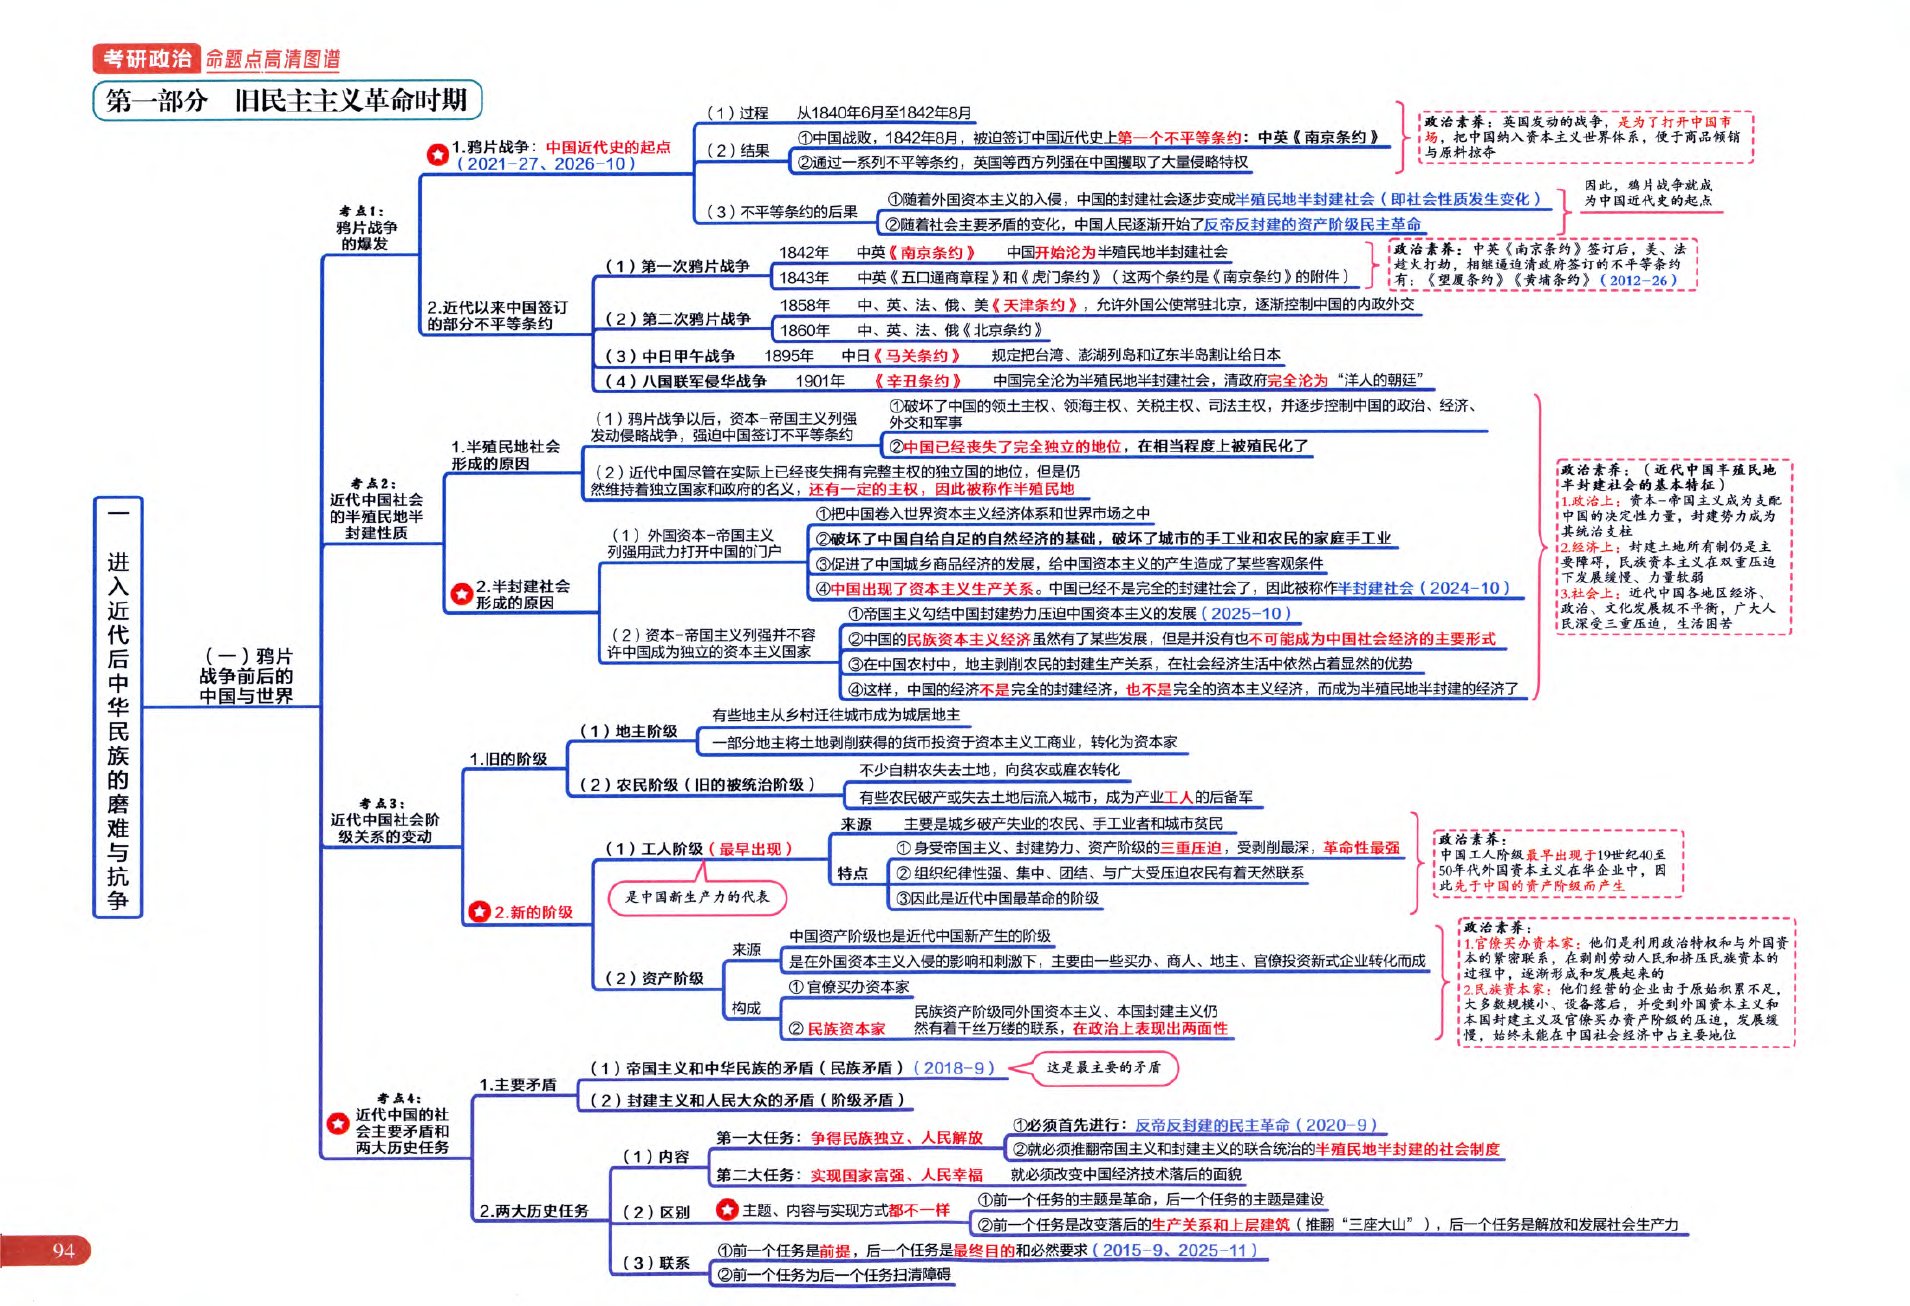 考研政治 命题点高清图谱
第一部分 旧民主主义革命时期
一 进入近代后中华民族的磨难与抗争
（一）鸦片
战争前后的
中国与世界
考点1：
鸦片战争
的爆发
1.鸦片战争：中国近代史的起点
（2021-27、2026-10）
（1）过程 从1840年6月至1842年8月
（2）结果
①中国战败，1842年8月，被迫签订中国近代史上第一个不平等条约：中英《南京条约》
②通过一系列不平等条约，英国等西方列强在中国攫取了大量侵略特权
政治素养：英国发动的战争，是为了打开中国市
场，把中国纳入资本主义世界体系，便于商品倾销
与原料掠夺
（3）不平等条约的后果
①随着外国资本主义的入侵，中国的封建社会逐步变成半殖民地半封建社会（即社会性质发生变化）
②随着社会主要矛盾的变化，中国人民逐渐开始了反帝反封建的资产阶级民主革命
因此，鸦片战争就成
为中国近代史的起点
2.近代以来中国签订
的部分不平等条约
（1）第一次鸦片战争
1842年 中英《南京条约》 中国开始沦为半殖民地半封建社会
1843年 中英《五口通商章程》和《虎门条约》（这两个条约是《南京条约》的附件）
政治素养：中英《南京条约》签订后，美、法
趁火打劫，相继逼迫清政府签订的不平等条约
有：《望厦条约》《黄埔条约》（2012-26）
（2）第二次鸦片战争
1858年 中、英、法、俄、美《天津条约》，允许外国公使常驻北京，逐渐控制中国的内政外交
1860年 中、英、法、俄《北京条约》
（3）中日甲午战争 1895年 中日《马关条约》 规定把台湾、澎湖列岛和辽东半岛割让给日本
（4）八国联军侵华战争 1901年 《辛丑条约》 中国完全沦为半殖民地半封建社会，清政府完全沦为“洋人的朝廷”
考点2：
近代中国社会
的半殖民地半
封建性质
1.半殖民地社会
形成的原因
（1）鸦片战争以后，资本-帝国主义列强
发动侵略战争，强迫中国签订不平等条约
①破坏了中国的领土主权、领海主权、关税主权、司法主权，并逐步控制中国的政治、经济、
外交和军事
②中国已经丧失了完全独立的地位，在相当程度上被殖民化了
（2）近代中国尽管在实际上已经丧失拥有完整主权的独立国的地位，但是仍
然维持着独立国家和政府的名义，还有一定的主权，因此被称作半殖民地
2.半封建社会
形成的原因
（1）外国资本-帝国主义
列强用武力打开中国的门户
①把中国卷入世界资本主义经济体系和世界市场之中
②破坏了中国自给自足的自然经济的基础，破坏了城市的手工业和农民的家庭手工业
③促进了中国城乡商品经济的发展，给中国资本主义的产生造成了某些客观条件
④中国出现了资本主义生产关系。中国已经不是完全的封建社会了，因此被称作半封建社会（2024-10）
（2）资本-帝国主义列强并不容
许中国成为独立的资本主义国家
①帝国主义勾结中国封建势力压迫中国资本主义的发展（2025-10）
②中国的民族资本主义经济虽然有了某些发展，但是并没有也不可能成为中国社会经济的主要形式
③在中国农村中，地主剥削农民的封建生产关系，在社会经济生活中依然占着显然的优势
④这样，中国的经济不是完全的封建经济，也不是完全的资本主义经济，而成为半殖民地半封建的经济了
政治素养：（近代中国半殖民地
半封建社会的基本特征）
1.政治上：资本-帝国主义成为支配
中国的决定性力量，封建势力成为
其统治支柱
2.经济上：封建土地所有制仍是主
要障碍，民族资本主义在双重压迫
下发展缓慢、力量软弱
3.社会上：近代中国各地区经济、
政治、文化发展极不平衡，广大人
民深受三重压迫，生活困苦
考点3：
近代中国社会阶
级关系的变动
1.旧的阶级
（1）地主阶级
有些地主从乡村迁往城市成为城居地主
一部分地主将土地剥削获得的货币投资于资本主义工商业，转化为资本家
（2）农民阶级（旧的被统治阶级）
不少自耕农失去土地，向贫农或雇农转化
有些农民破产或失去土地后流入城市，成为产业工人的后备军
2.新的阶级
（1）工人阶级（最早出现）
是中国新生产力的代表
来源 主要是城乡破产失业的农民、手工业者和城市贫民
特点
①身受帝国主义、封建势力、资产阶级的三重压迫，受剥削最深，革命性最强
②组织纪律性强、集中、团结、与广大受压迫农民有着天然联系
③因此是近代中国最革命的阶级
政治素养：
中国工人阶级最早出现于19世纪40至
50年代外国资本主义在华企业中，因
此先于中国的资产阶级而产生
（2）资产阶级
来源
中国资产阶级也是近代中国新产生的阶级
是在外国资本主义入侵的影响和刺激下，主要由一些买办、商人、地主、官僚投资新式企业转化而成
构成
①官僚买办资本家
②民族资本家
民族资产阶级同外国资本主义、本国封建主义仍
然有着千丝万缕的联系，在政治上表现出两面性
政治素养：
1.官僚买办资本家：他们是利用政治特权和与外国资
本的紧密联系，在剥削劳动人民和挤压民族资本的
过程中，逐渐形成和发展起来的
2.民族资本家：他们经营的企业由于原始积累不足，
大多数规模小、设备落后，并受到外国资本主义和
本国封建主义及官僚买办资产阶级的压迫，发展缓
慢，始终未能在中国社会经济中占主要地位
考点4：
近代中国的社
会主要矛盾和
两大历史任务
1.主要矛盾
（1）帝国主义和中华民族的矛盾（民族矛盾）（2018-9）
这是最主要的矛盾
（2）封建主义和人民大众的矛盾（阶级矛盾）
2.两大历史任务
（1）内容
第一大任务：争得民族独立、人民解放
①必须首先进行：反帝反封建的民主革命（2020-9）
②就必须推翻帝国主义和封建主义的联合统治的半殖民地半封建的社会制度
第二大任务：实现国家富强、人民幸福 就必须改变中国经济技术落后的面貌
（2）区别 主题、内容与实现方式都不一样
①前一个任务的主题是革命，后一个任务的主题是建设
②前一个任务是改变落后的生产关系和上层建筑（推翻“三座大山”），后一个任务是解放和发展社会生产力
（3）联系
①前一个任务是前提，后一个任务是最终目的和必然要求（2015-9、2025-11）
②前一个任务为后一个任务扫清障碍
94